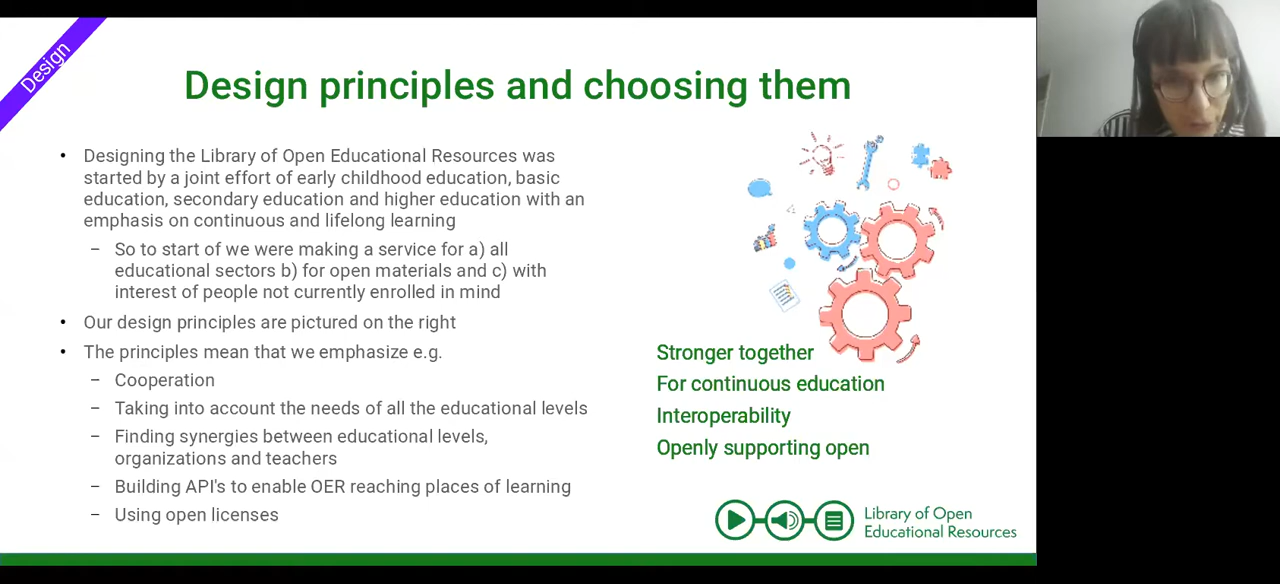 Design
Design principles and choosing them
• Designing the Library of Open Educational Resources was
started by a joint effort of early childhood education, basic
education, secondary education and higher education with an
emphasis on continuous and lifelong learning
– So to start of we were making a service for a) all
educational sectors b) for open materials and c) with
interest of people not currently enrolled in mind
• Our design principles are pictured on the right
• The principles mean that we emphasize e.g.
– Cooperation
– Taking into account the needs of all the educational levels
– Finding synergies between educational levels,
organizations and teachers
– Building API's to enable OER reaching places of learning
– Using open licenses
Stronger together
For continuous education
Interoperability
Openly supporting open
Library of Open
Educational Resources